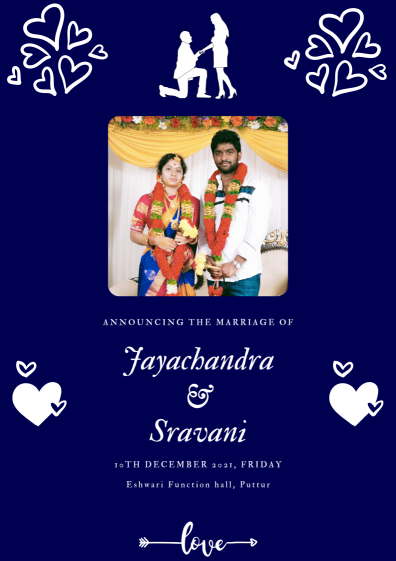 ANNOUNCING THE MARRIAGE OF
Jayachandra
&
Sravani
10TH DECEMBER 2021, FRIDAY
Eshwari Function hall, Puttur
love